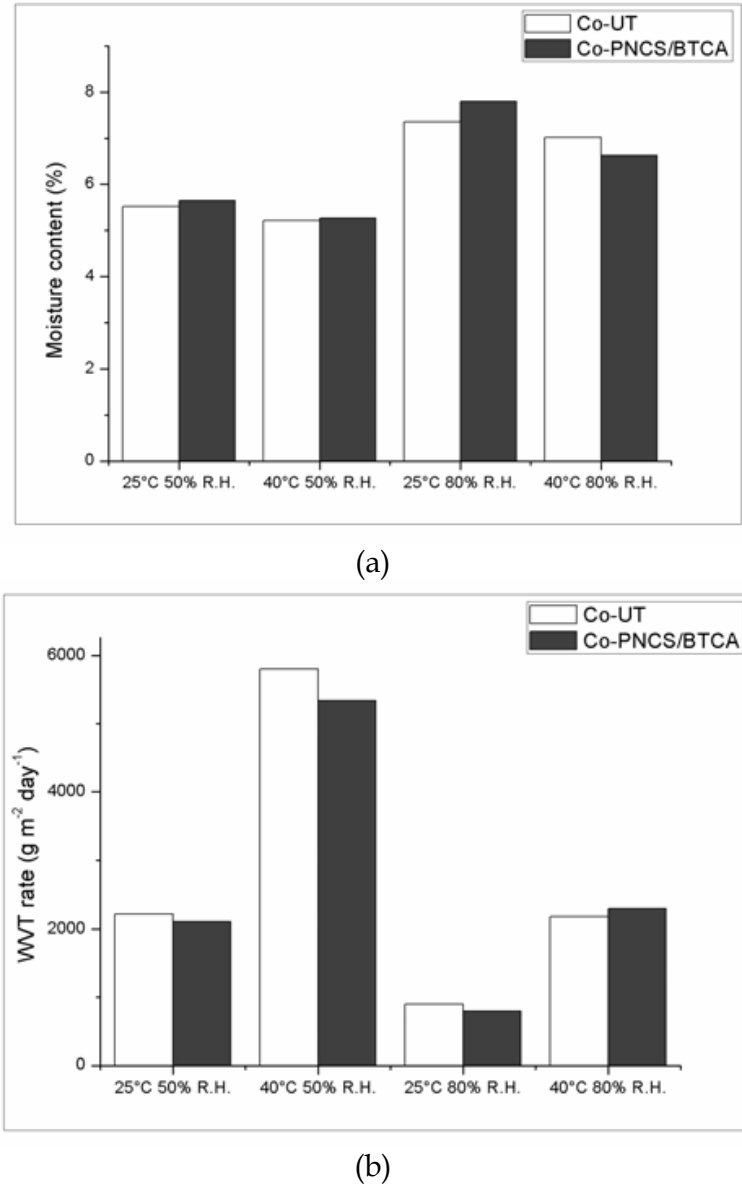 Co-UT
Co-PNCS/BTCA
8
6
4
2
0
Moisture content (%)
25°C 50% R.H. 40°C 50% R.H. 25°C 80% R.H. 40°C 80% R.H.
(a)
Co-UT
Co-PNCS/BTCA
6000
4000
2000
0
WVT rate (g m⁻² day⁻¹)
25°C 50% R.H. 40°C 50% R.H. 25°C 80% R.H. 40°C 80% R.H.
(b)